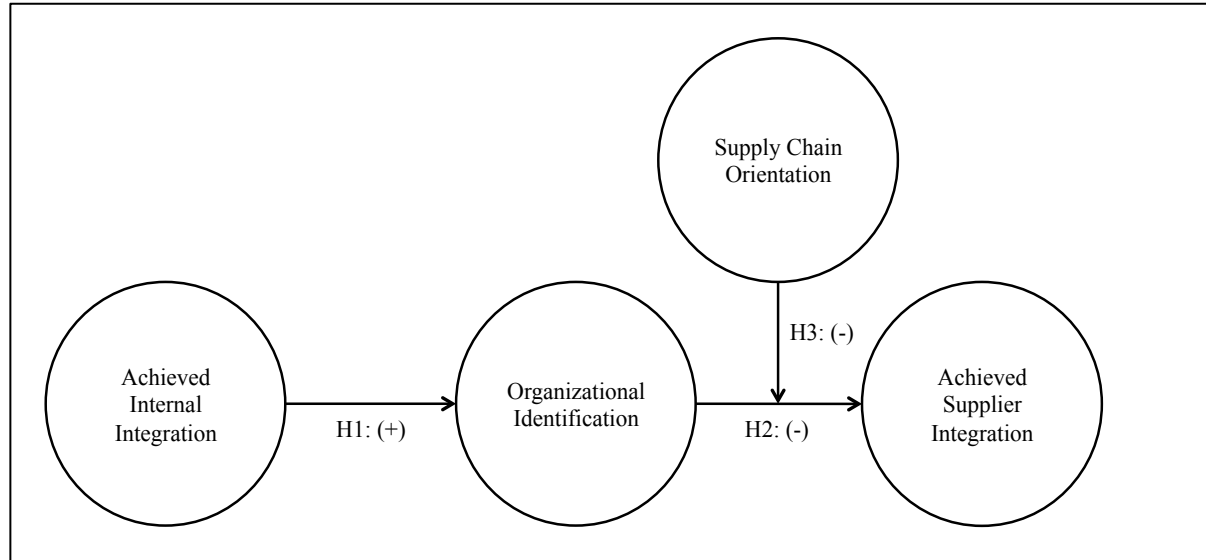 Supply Chain
Orientation
H3: (-)
Achieved
Internal
Integration
H1: (+)
Organizational
Identification
H2: (-)
Achieved
Supplier
Integration